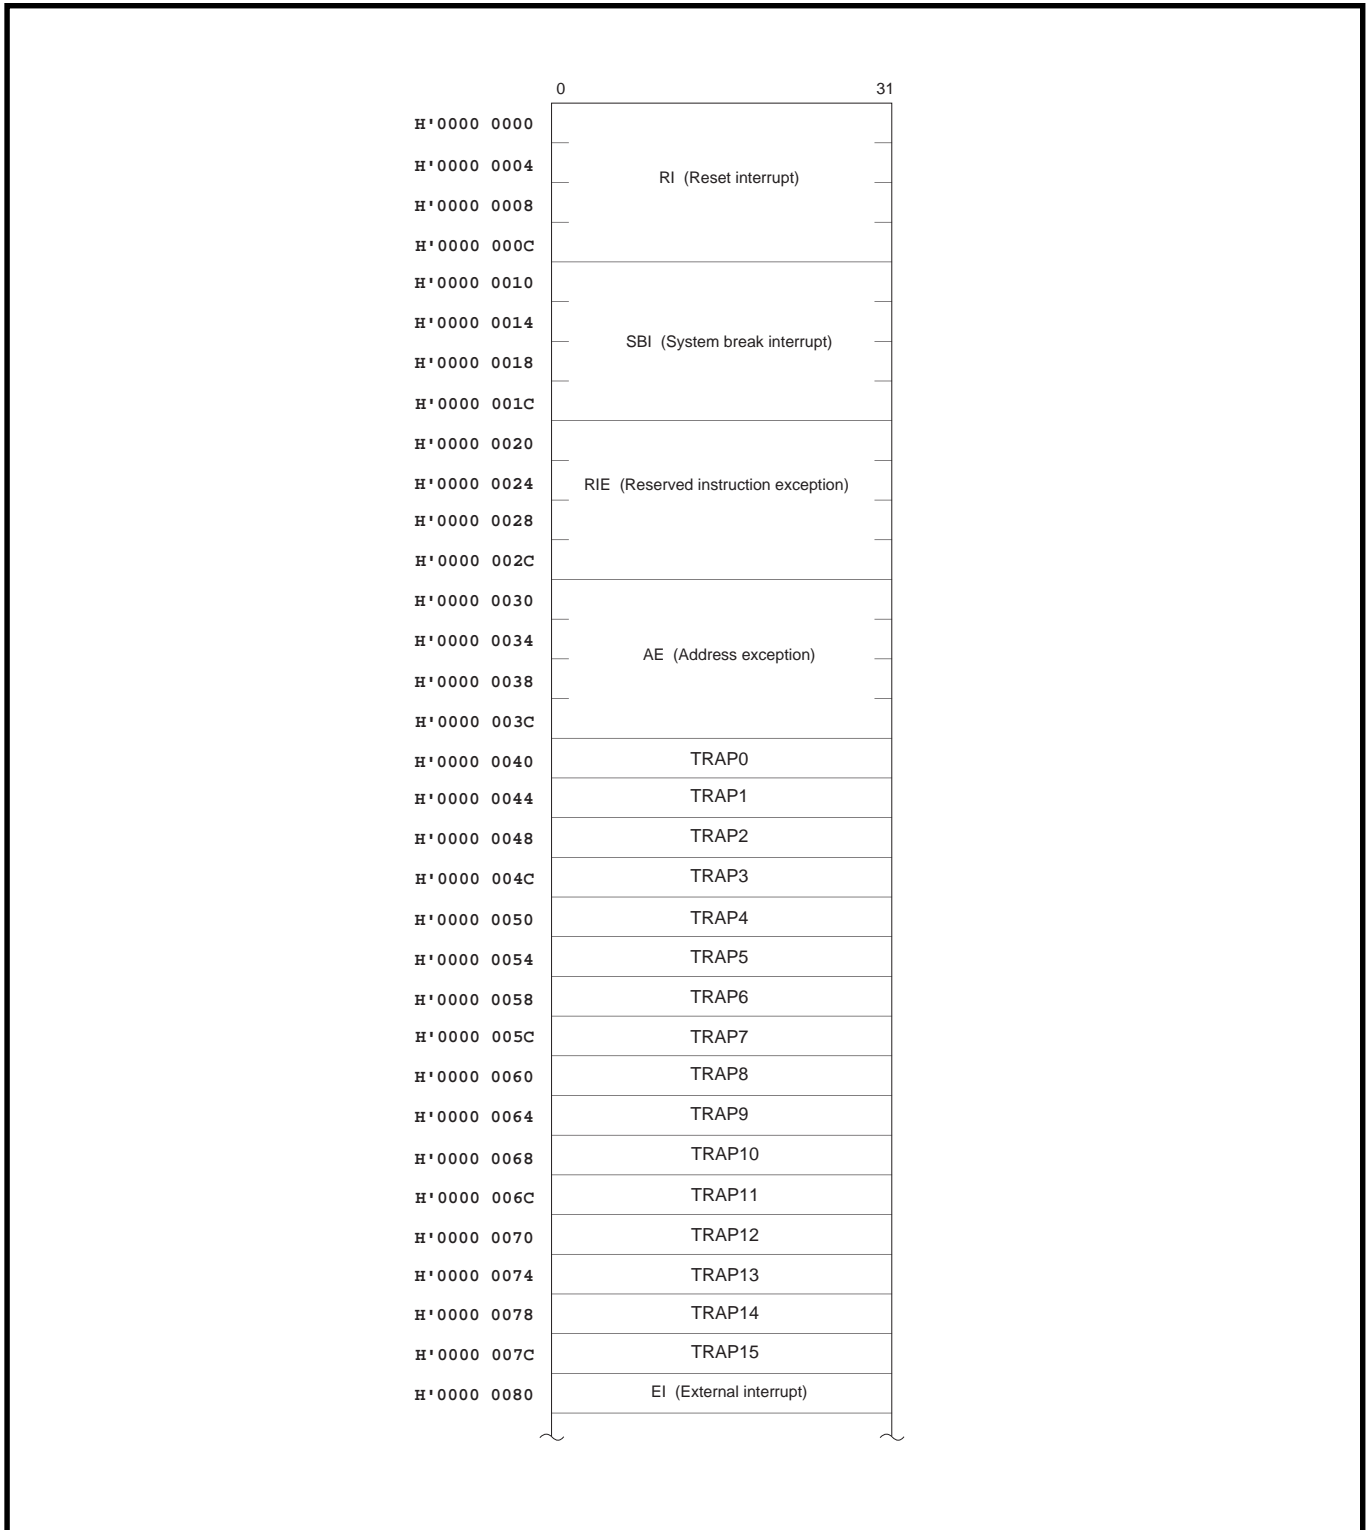 0 31
H'0000 0000
H'0000 0004
RI (Reset interrupt)
H'0000 0008
H'0000 000C
H'0000 0010
H'0000 0014
SBI (System break interrupt)
H'0000 0018
H'0000 001C
H'0000 0020
H'0000 0024 RIE (Reserved instruction exception)
H'0000 0028
H'0000 002C
H'0000 0030
H'0000 0034
AE (Address exception)
H'0000 0038
H'0000 003C
H'0000 0040 TRAP0
H'0000 0044 TRAP1
H'0000 0048 TRAP2
H'0000 004C TRAP3
H'0000 0050 TRAP4
H'0000 0054 TRAP5
H'0000 0058 TRAP6
H'0000 005C TRAP7
H'0000 0060 TRAP8
H'0000 0064 TRAP9
H'0000 0068 TRAP10
H'0000 006C TRAP11
H'0000 0070 TRAP12
H'0000 0074 TRAP13
H'0000 0078 TRAP14
H'0000 007C TRAP15
H'0000 0080 EI (External interrupt)